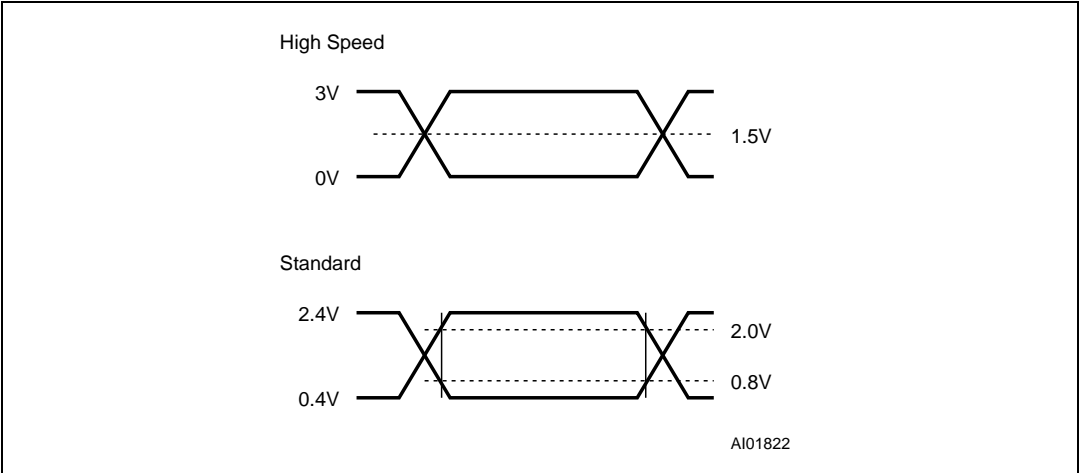 High Speed
3V
1.5V
0V
Standard
2.4V
2.0V
0.8V
0.4V
AI01822